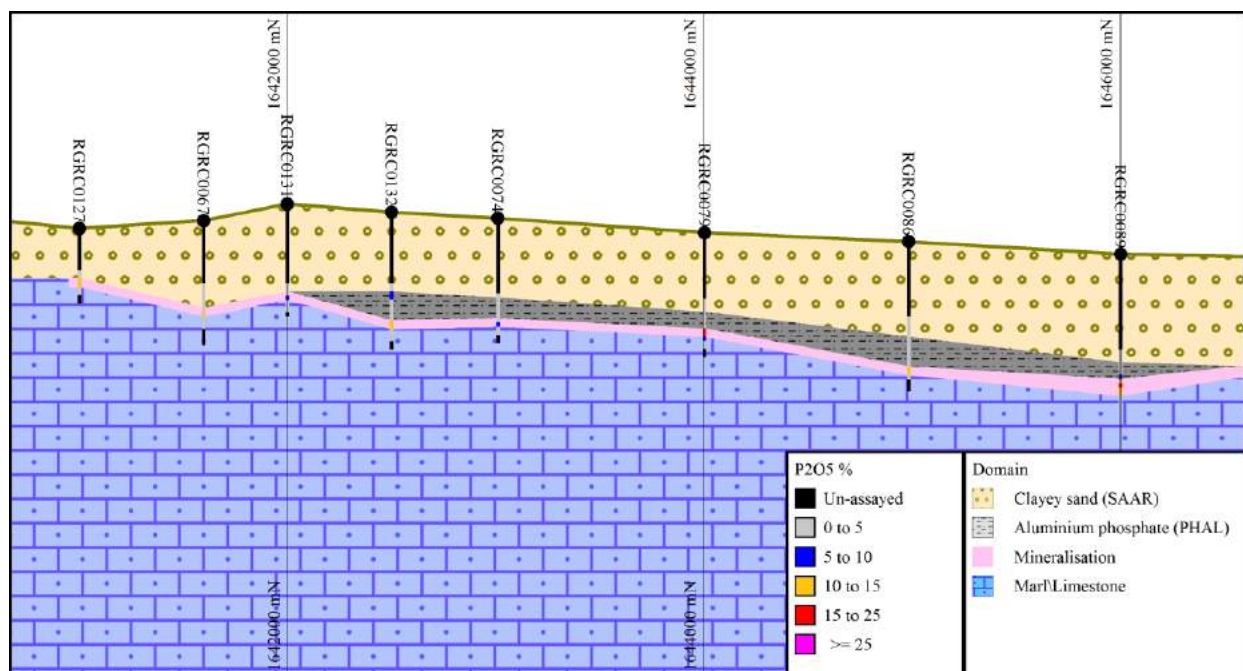 1642000 mN
1644000 mN
1646000 mN
RGRC0127
RGRC0067
RGRC0131
RGRC0132
RGRC0074
RGRC0079
RGRC0086
RGRC0089
P2O5 %
Un-assayed
0 to 5
5 to 10
10 to 15
15 to 25
>= 25
Domain
Clayey sand (SAAR)
Aluminium phosphate (PHAL)
Mineralisation
Marl\Limestone
1642000 mN
1644000 mN